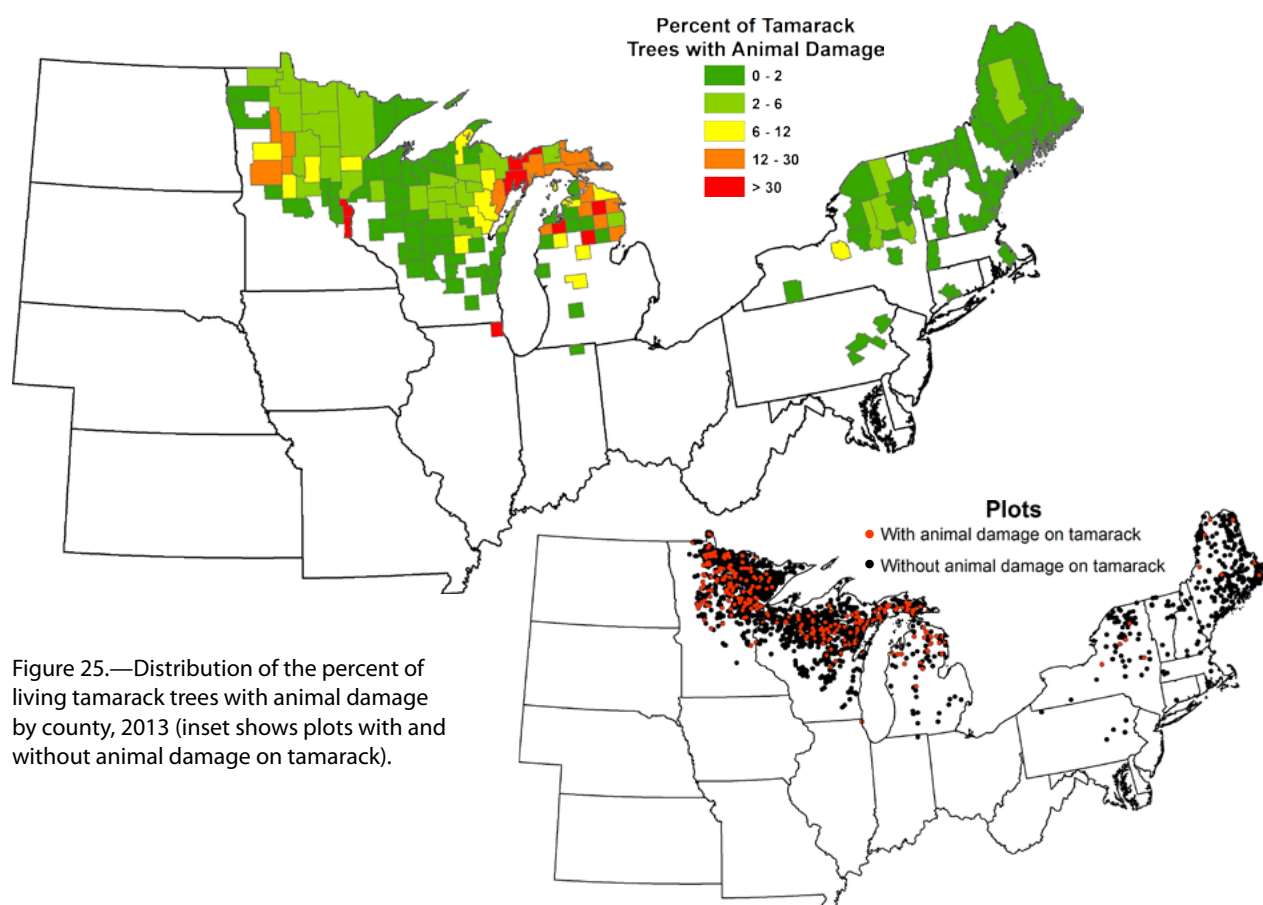 Percent of Tamarack
Trees with Animal Damage
0 - 2
2 - 6
6 - 12
12 - 30
> 30
Plots
With animal damage on tamarack
Without animal damage on tamarack
Figure 25.—Distribution of the percent of
living tamarack trees with animal damage
by county, 2013 (inset shows plots with and
without animal damage on tamarack).